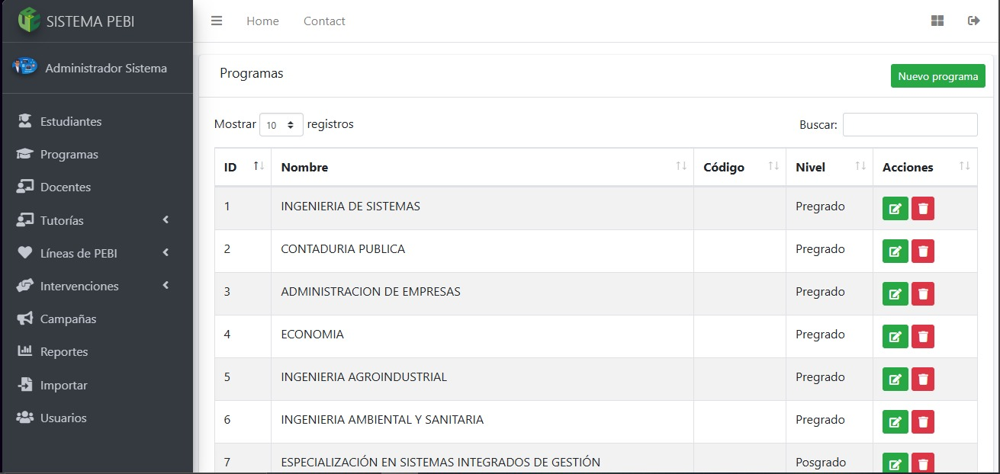 SISTEMA PEBI
Home Contact
Administrador Sistema
Estudiantes
Programas
Docentes
Tutorías
Líneas de PEBI
Intervenciones
Campañas
Reportes
Importar
Usuarios
Programas Nuevo programa
Mostrar 10 registros Buscar:
ID Nombre Código Nivel Acciones
1 INGENIERIA DE SISTEMAS Pregrado
2 CONTADURIA PUBLICA Pregrado
3 ADMINISTRACION DE EMPRESAS Pregrado
4 ECONOMIA Pregrado
5 INGENIERIA AGROINDUSTRIAL Pregrado
6 INGENIERIA AMBIENTAL Y SANITARIA Pregrado
7 ESPECIALIZACIÓN EN SISTEMAS INTEGRADOS DE GESTIÓN Posgrado